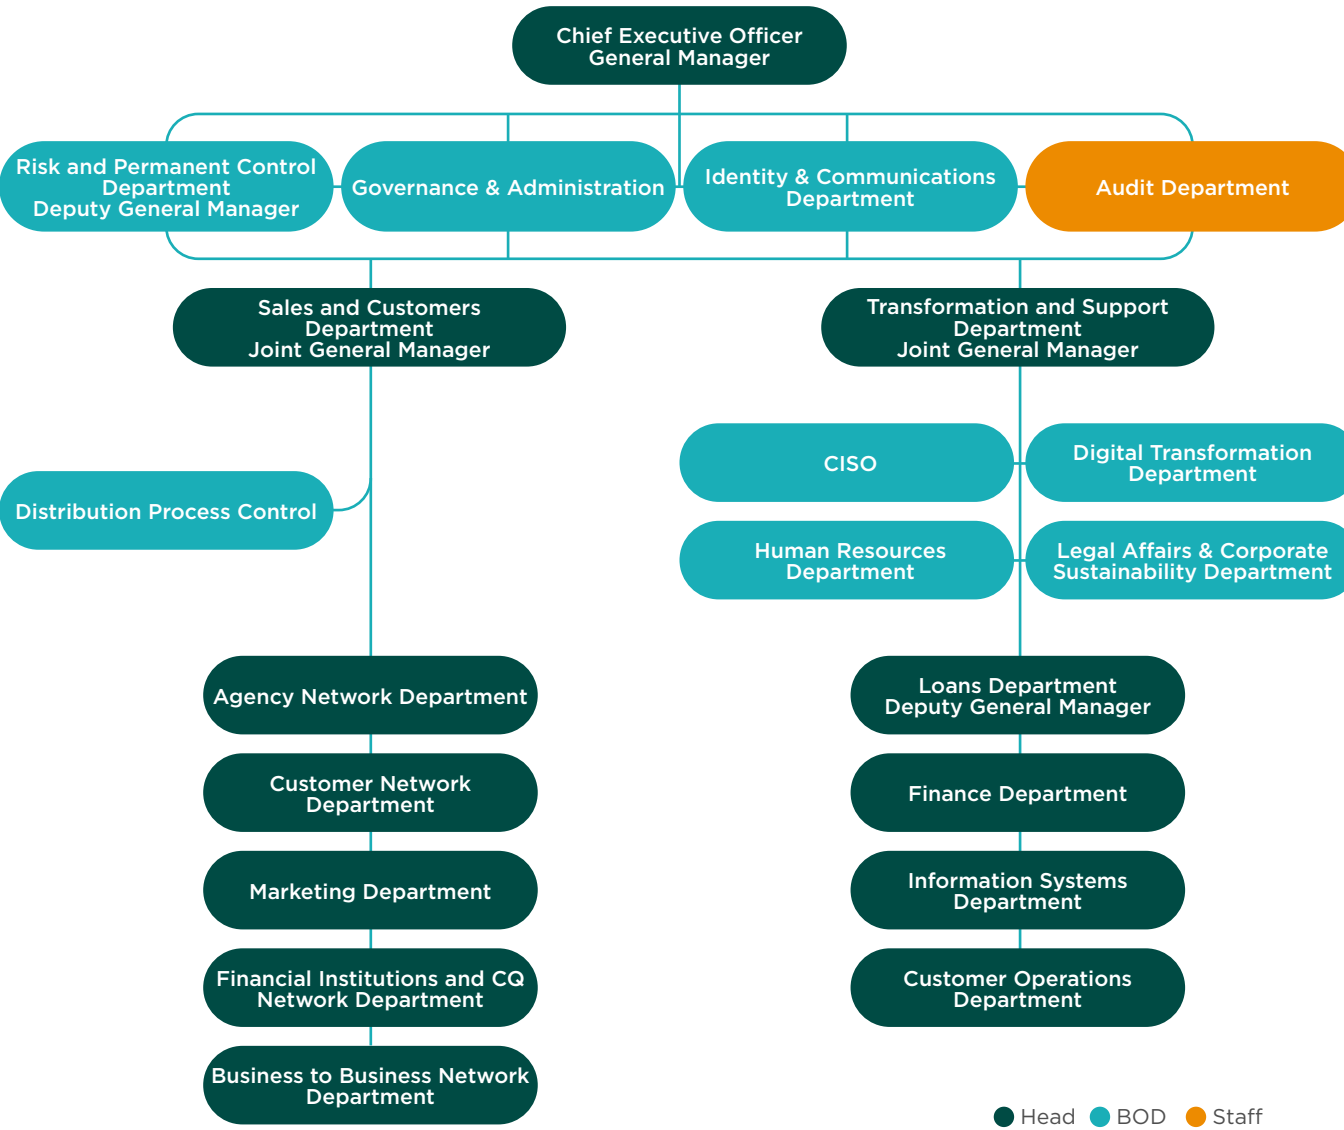 Chief Executive Officer
General Manager
Risk and Permanent Control
Department
Deputy General Manager
Governance & Administration
Identity & Communications
Department
Audit Department
Sales and Customers
Department
Joint General Manager
Transformation and Support
Department
Joint General Manager
CISO
Digital Transformation
Department
Distribution Process Control
Human Resources
Department
Legal Affairs & Corporate
Sustainability Department
Agency Network Department
Loans Department
Deputy General Manager
Customer Network
Department
Finance Department
Marketing Department
Information Systems
Department
Financial Institutions and CQ
Network Department
Customer Operations
Department
Business to Business Network
Department
Head BOD Staff